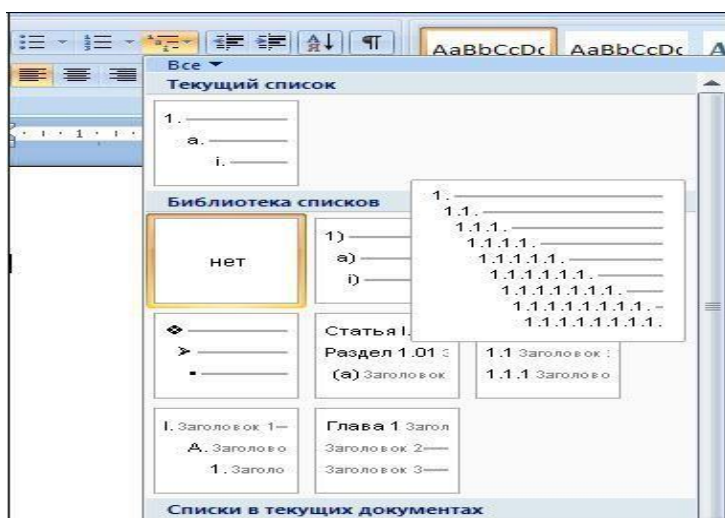 AaBbCcDc AaBbCcDc A
Все
Текущий список
1.
a.
i.
Библиотека списков
нет
1)
a)
i)
1.
1.1.
1.1.1.
1.1.1.1.
1.1.1.1.1.
1.1.1.1.1.1.
1.1.1.1.1.1.1.
1.1.1.1.1.1.1.1.
1.1.1.1.1.1.1.1.1.
Статья I.
Раздел 1.01 З
(a) Заголовок
1.1 Заголовок
1.1.1 Заголово
I. Заголовок 1
A. Заголово
1. Заголо
Глава 1 Загол
Заголовок 2
Заголовок 3
Списки в текущих документах